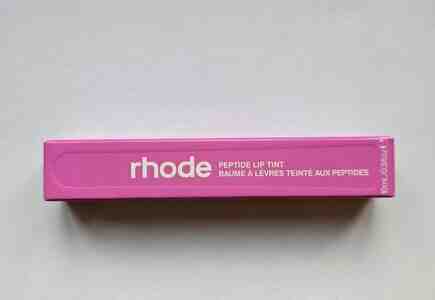 rhode
PEPTIDE LIP TINT
BAUME À LÈVRES TEINTÉ AUX PEPTIDES